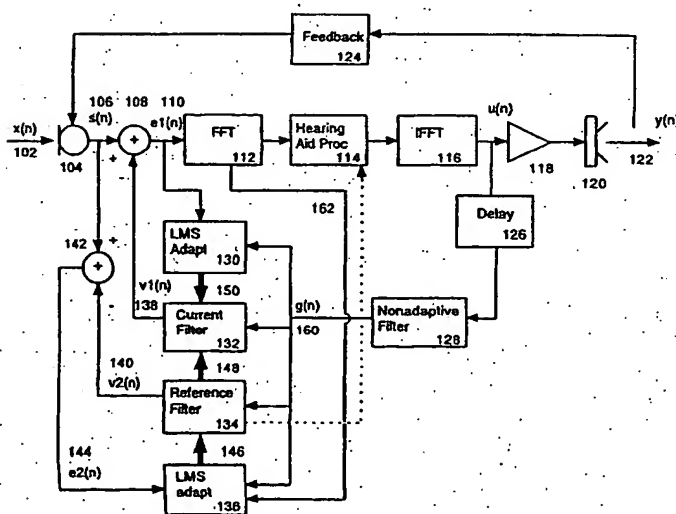 Feedback
124
106 108 110
s(n) e1(n)
x(n)
102
104
+
FFT
112
Hearing
Aid Proc
114
IFFT
116
u(n)
118
120
y(n)
122
162
Delay
126
142
+
+
-
LMS
Adapt
130
150
v1(n)
138
Current
Filter
132
g(n)
160
Nonadaptive
Filter
128
148
140
v2(n)
Reference
Filter
134
146
144
e2(n)
LMS
adapt
136